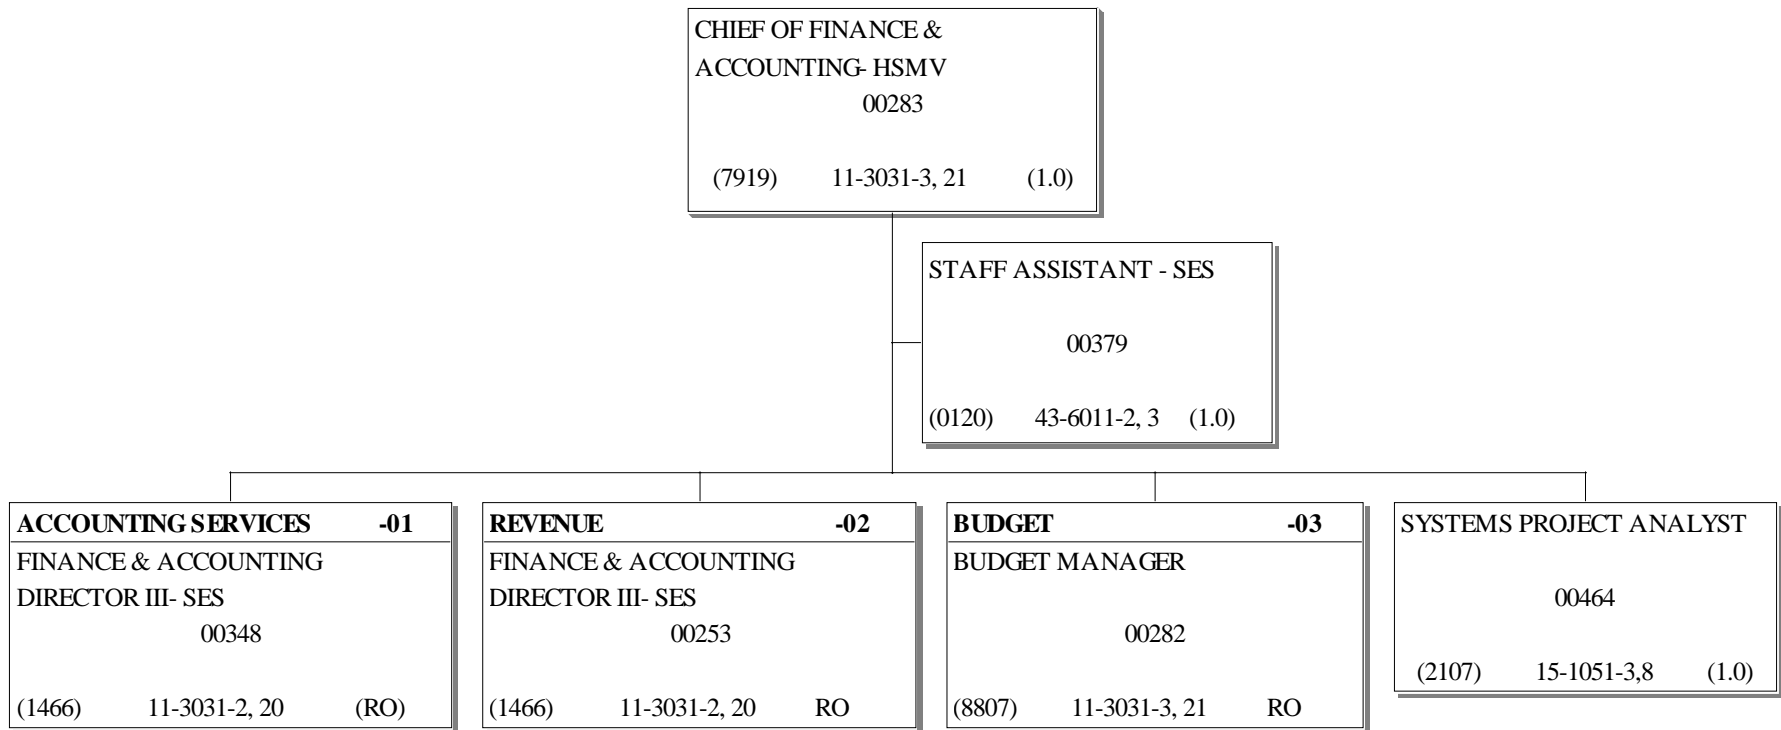 CHIEF OF FINANCE &
ACCOUNTING- HSMV
00283
(7919) 11-3031-3, 21 (1.0)
STAFF ASSISTANT - SES
00379
(0120) 43-6011-2, 3 (1.0)
ACCOUNTING SERVICES -01
FINANCE & ACCOUNTING
DIRECTOR III- SES
00348
(1466) 11-3031-2, 20 (RO)
REVENUE -02
FINANCE & ACCOUNTING
DIRECTOR III- SES
00253
(1466) 11-3031-2, 20 RO
BUDGET -03
BUDGET MANAGER
00282
(8807) 11-3031-3, 21 RO
SYSTEMS PROJECT ANALYST
00464
(2107) 15-1051-3,8 (1.0)